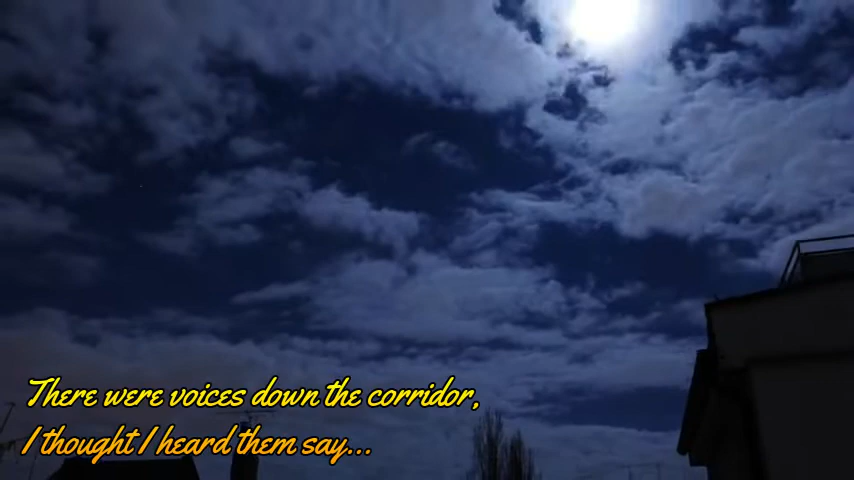 There were voices down the corridor,
I thought I heard them say...